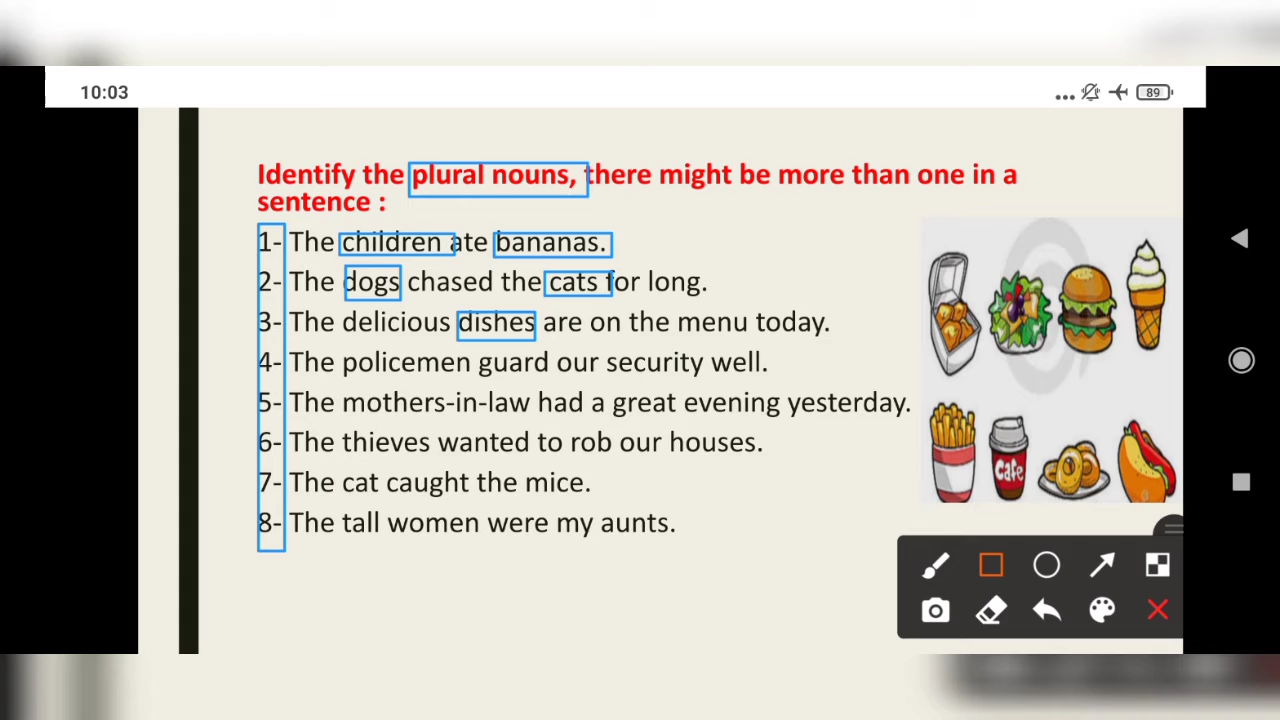 10:03
89
Identify the plural nouns, there might be more than one in a
sentence :
1- The children ate bananas.
2- The dogs chased the cats for long.
3- The delicious dishes are on the menu today.
4- The policemen guard our security well.
5- The mothers-in-law had a great evening yesterday.
6- The thieves wanted to rob our houses.
7- The cat caught the mice.
8- The tall women were my aunts.
Cafe